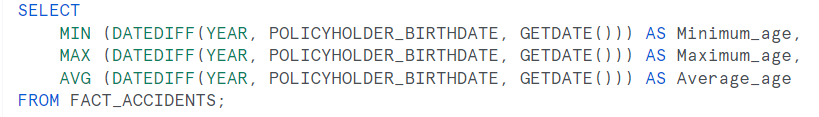 SELECT
MIN (DATEDIFF(YEAR, POLICYHOLDER_BIRTHDATE, GETDATE())) AS Minimum_age,
MAX (DATEDIFF(YEAR, POLICYHOLDER_BIRTHDATE, GETDATE())) AS Maximum_age,
AVG (DATEDIFF(YEAR, POLICYHOLDER_BIRTHDATE, GETDATE())) AS Average_age
FROM FACT_ACCIDENTS;